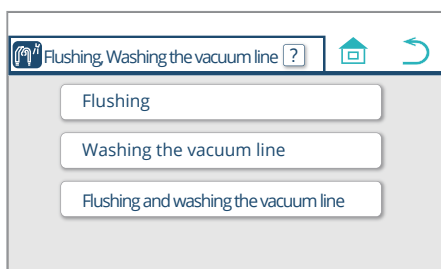 Flushing, Washing the vacuum line ?
Flushing
Washing the vacuum line
Flushing and washing the vacuum line